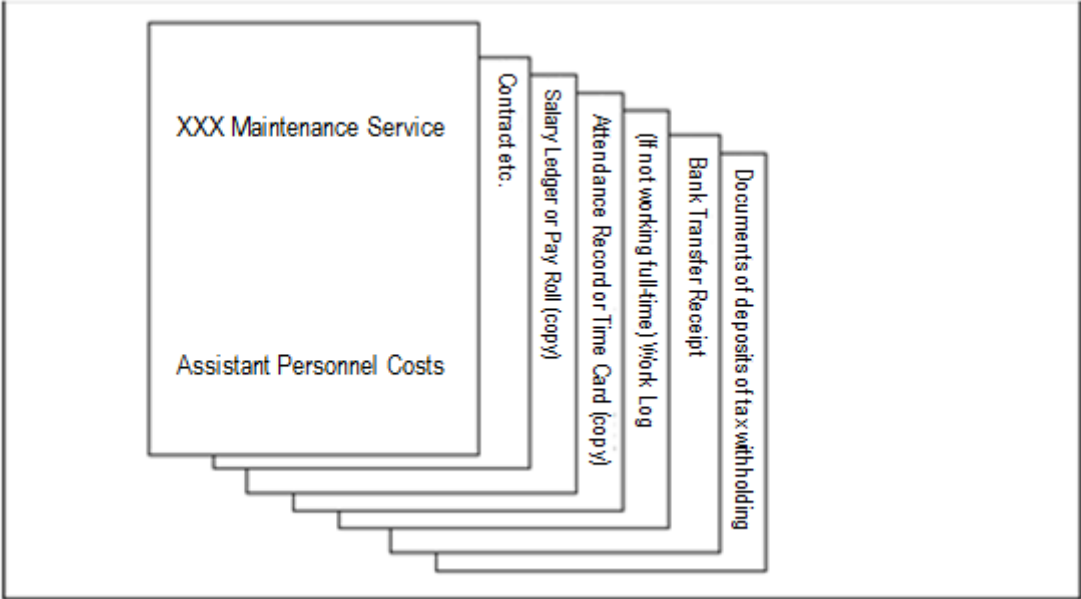 XXX Maintenance Service
Assistant Personnel Costs
Contract etc.
Salary Ledger or Pay Roll (copy)
Attendance Record or Time Card (copy)
(If not working full-time) Work Log
Bank Transfer Receipt
Documents of deposits of tax withholding